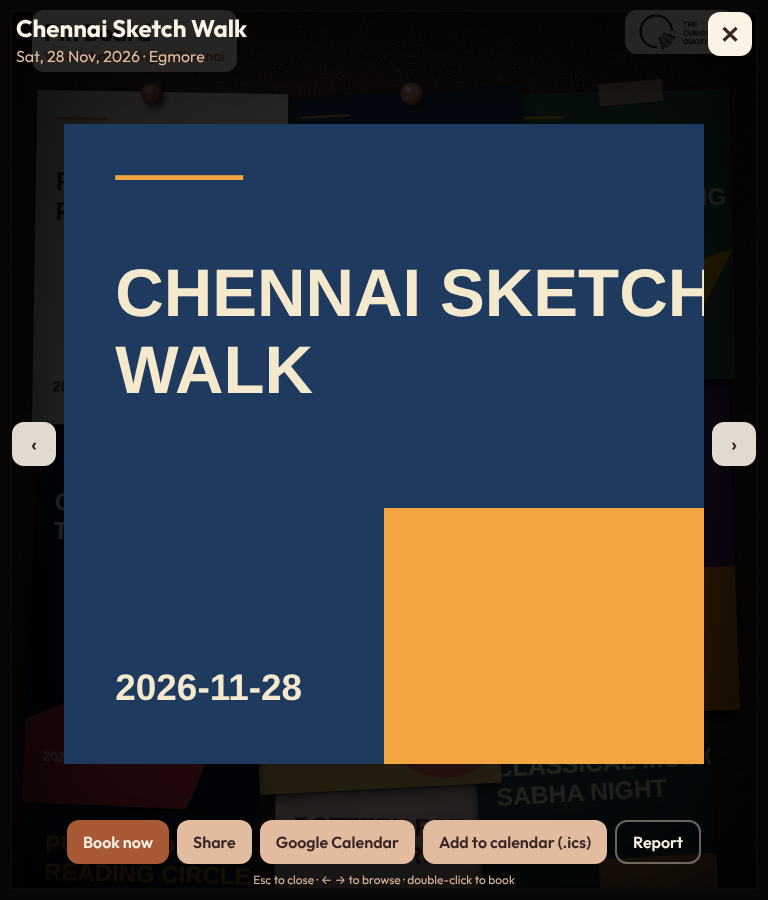 Chennai Sketch Walk
Sat, 28 Nov, 2026 · Egmore
THE
CHENNAI SKETCH
WALK
2026-11-28
‹
›
CLASSICAL MUSIC
SABHA NIGHT
READING CIRCLE
Book now
Share
Google Calendar
Add to calendar (.ics)
Report
Esc to close · ← → to browse · double-click to book